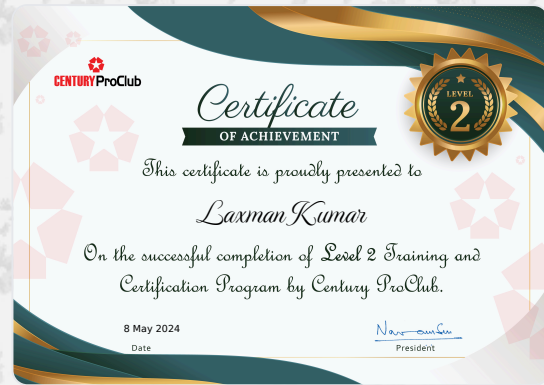 CENTURY ProClub
Certificate
OF ACHIEVEMENT
LEVEL
2
This certificate is proudly presented to
Laxman Kumar
On the successful completion of Level 2 Training and
Certification Program by Century ProClub.
8 May 2024
Date
President